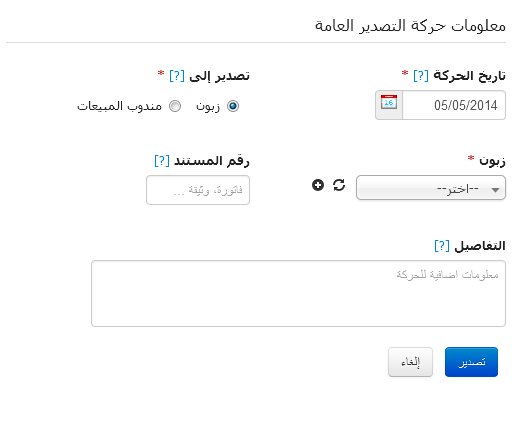 معلومات حركة التصدير العامة
تاريخ الحركة [?] *
تصدير إلى [?] *
05/05/2014
16
زبون
مندوب المبيعات
زبون *
رقم المستند [?]
--اختر--
فاتورة، وثيقة ...
التفاصيل [?]
معلومات اضافية للحركة
تصدير
إلغاء